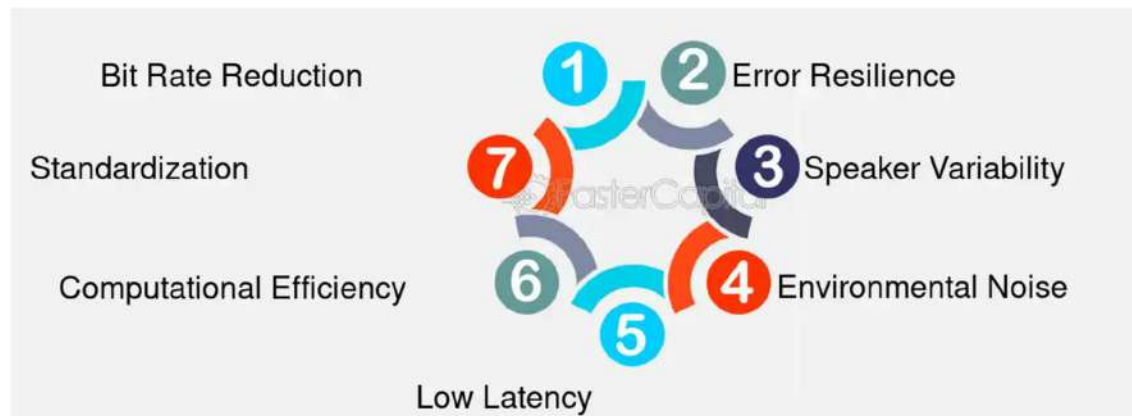 Bit Rate Reduction
1
2
Error Resilience
Standardization
7
3
Speaker Variability
FasterCapital
Computational Efficiency
6
4
Environmental Noise
5
Low Latency